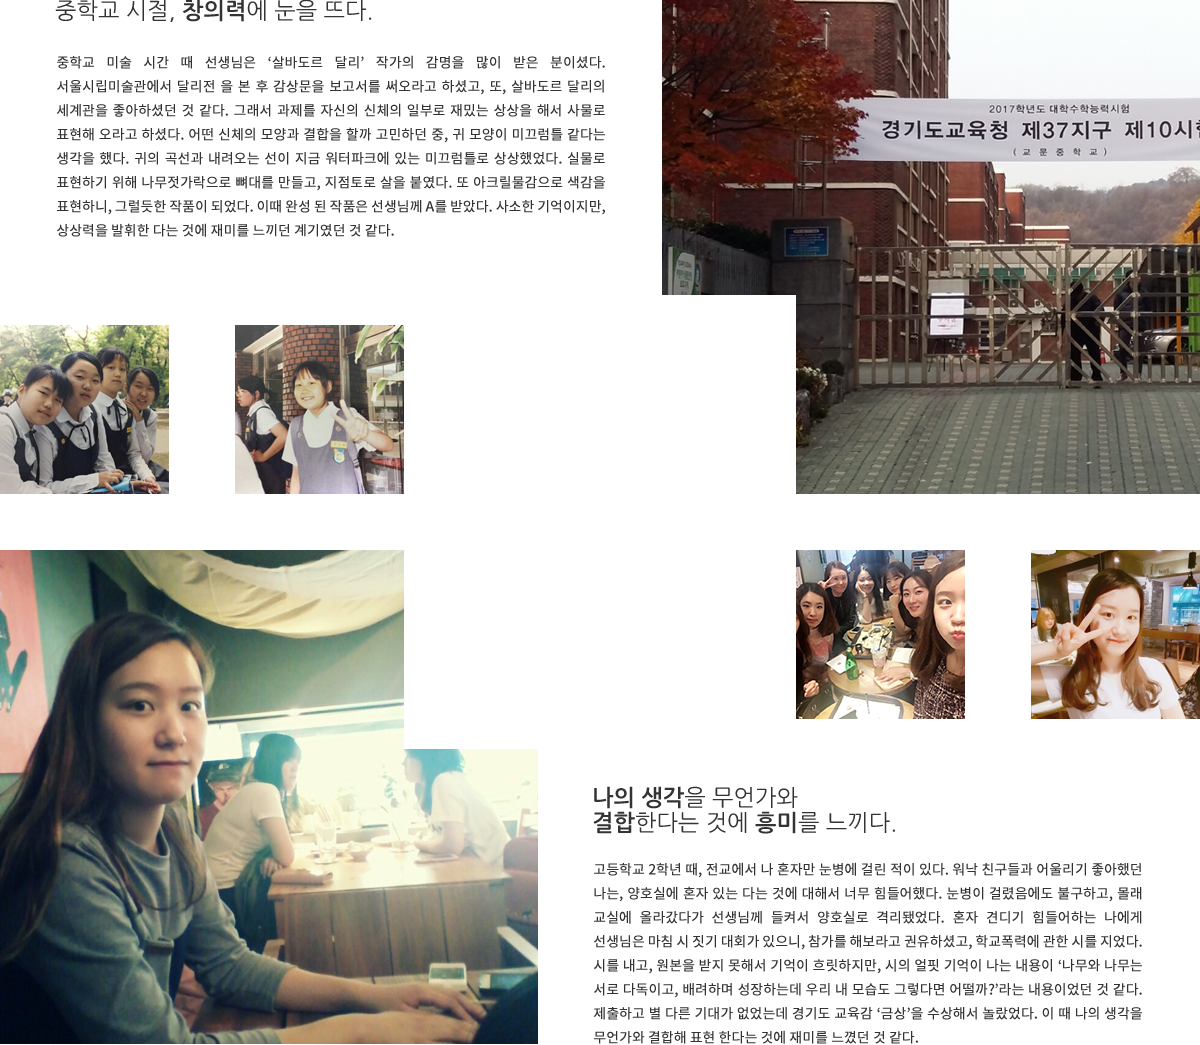 중학교 시절, 창의력에 눈을 뜨다.
중학교 미술 시간 때 선생님은 ‘살바도르 달리’ 작가의 감명을 많이 받은 분이셨다.
서울시립미술관에서 달리전 을 본 후 감상문을 보고서를 써오라고 하셨고, 또, 살바도르 달리의
세계관을 좋아하셨던 것 같다. 그래서 과제를 자신의 신체의 일부로 재밌는 상상을 해서 사물로
표현해 오라고 하셨다. 어떤 신체의 모양과 결합을 할까 고민하던 중, 귀 모양이 미끄럼틀 같다는
생각을 했다. 귀의 곡선과 내려오는 선이 지금 워터파크에 있는 미끄럼틀로 상상했었다. 실물로
표현하기 위해 나무젓가락으로 뼈대를 만들고, 지점토로 살을 붙였다. 또 아크릴물감으로 색감을
표현하니, 그럴듯한 작품이 되었다. 이때 완성 된 작품은 선생님께 A를 받았다. 사소한 기억이지만,
상상력을 발휘한 다는 것에 재미를 느끼던 계기였던 것 같다.
2017학년도 대학수학능력시험
경기도교육청 제37지구 제10시험
(교문중학교)
나의 생각을 무언가와
결합한다는 것에 흥미를 느끼다.
고등학교 2학년 때, 전교에서 나 혼자만 눈병에 걸린 적이 있다. 워낙 친구들과 어울리기 좋아했던
나는, 양호실에 혼자 있는 다는 것에 대해서 너무 힘들어했다. 눈병이 걸렸음에도 불구하고, 몰래
교실에 올라갔다가 선생님께 들켜서 양호실로 격리됐었다. 혼자 견디기 힘들어하는 나에게
선생님은 마침 시 짓기 대회가 있으니, 참가를 해보라고 권유하셨고, 학교폭력에 관한 시를 지었다.
시를 내고, 원본을 받지 못해서 기억이 흐릿하지만, 시의 얼핏 기억이 나는 내용이 ‘나무와 나무는
서로 다독이고, 배려하며 성장하는데 우리 내 모습도 그렇다면 어떨까?’라는 내용이었던 것 같다.
제출하고 별 다른 기대가 없었는데 경기도 교육감 ‘금상’을 수상해서 놀랐었다. 이 때 나의 생각을
무언가와 결합해 표현 한다는 것에 재미를 느꼈던 것 같다.